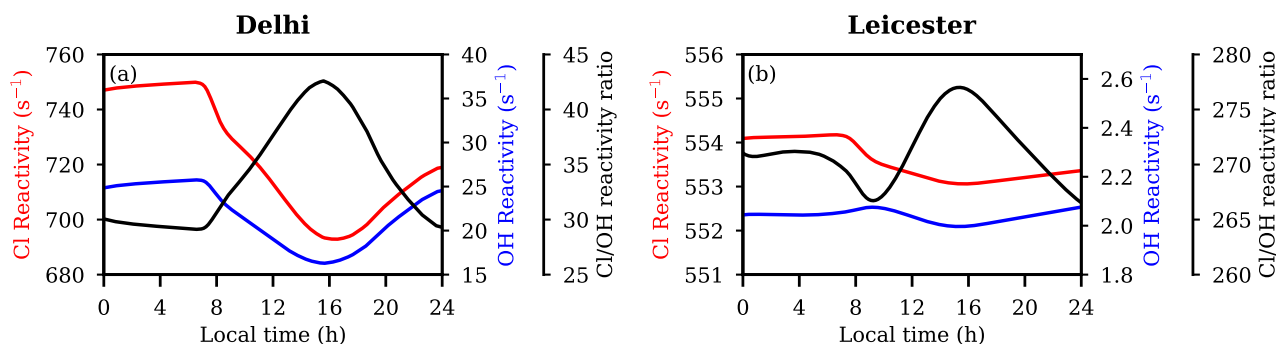 Delhi
(a)
760
740
720
700
680
Cl Reactivity (s⁻¹)
40
35
30
25
20
15
OH Reactivity (s⁻¹)
45
40
35
30
25
Cl/OH reactivity ratio
0 4 8 12 16 20 24
Local time (h)
Leicester
(b)
556
555
554
553
552
551
Cl Reactivity (s⁻¹)
2.6
2.4
2.2
2.0
1.8
OH Reactivity (s⁻¹)
280
275
270
265
260
Cl/OH reactivity ratio
0 4 8 12 16 20 24
Local time (h)